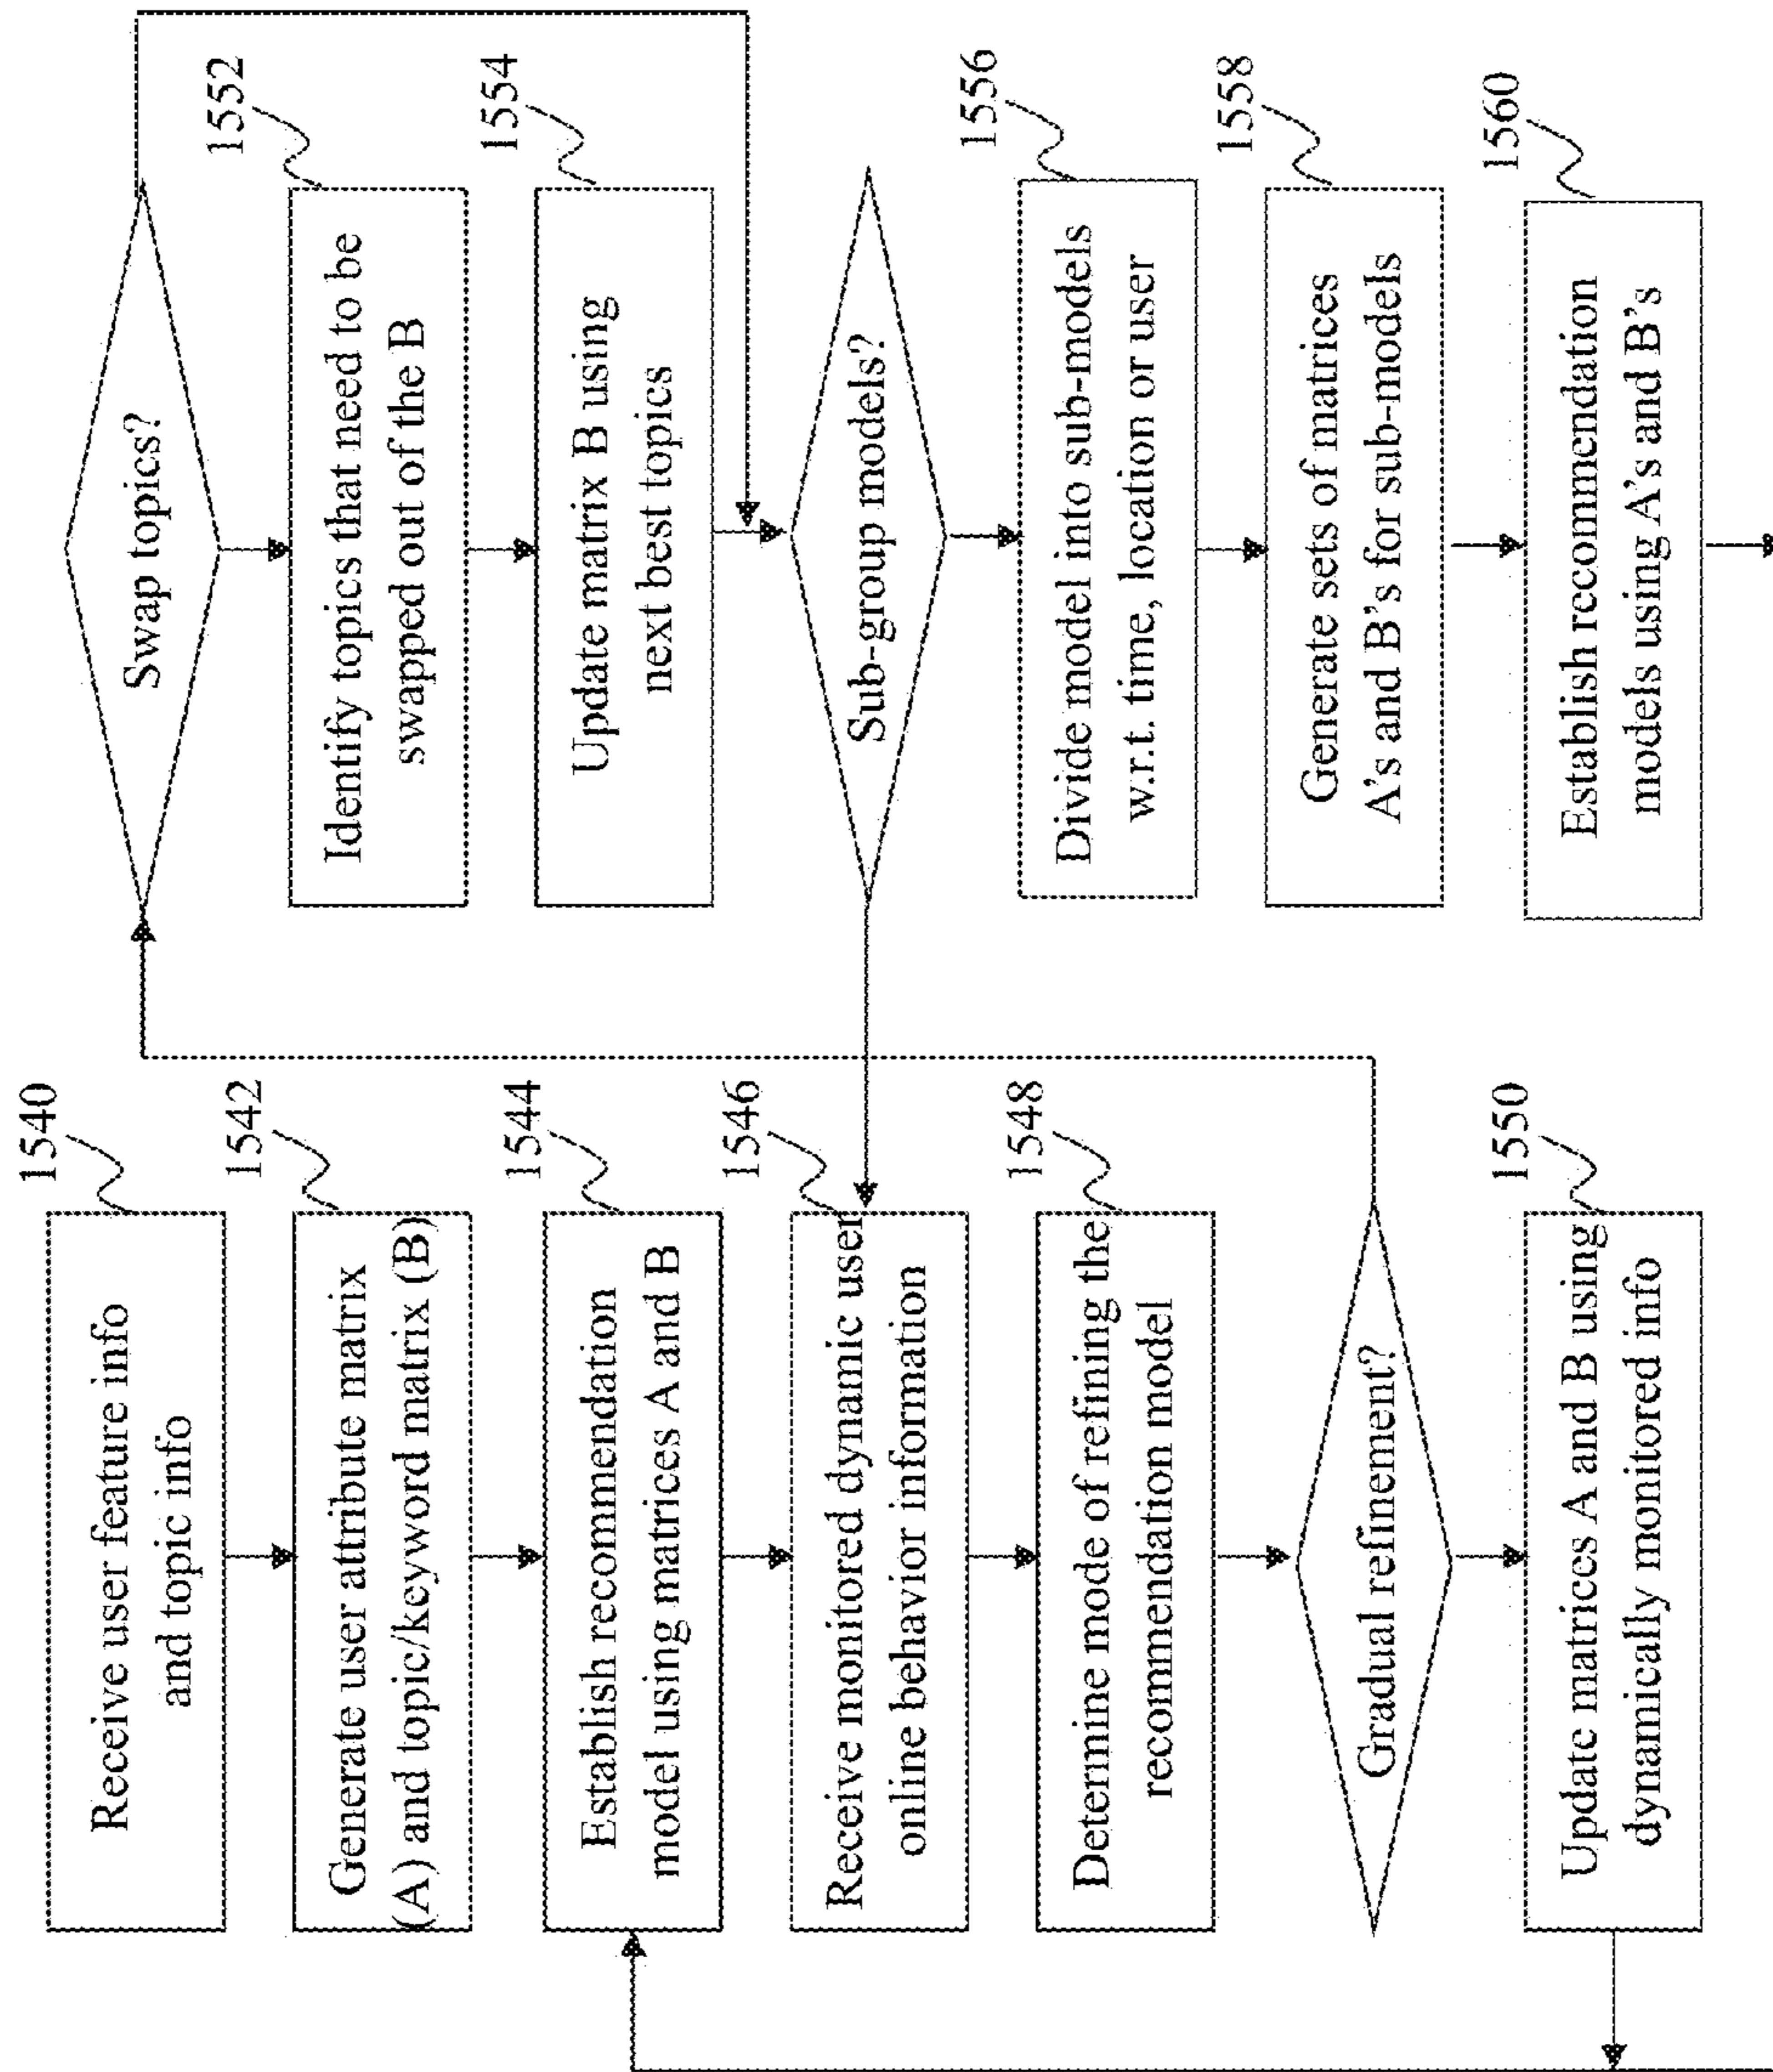 Receive user feature info
and topic info
1540
Generate user attribute matrix
(A) and topic/keyword matrix (B)
1542
Establish recommendation
model using matrices A and B
1544
Receive monitored dynamic user
online behavior information
1546
Determine mode of refining the
recommendation model
1548
Gradual refinement?
Update matrices A and B using
dynamically monitored info
1550
Swap topics?
Identify topics that need to be
swapped out of the B
1552
Update matrix B using
next best topics
1554
Sub-group models?
Divide model into sub-models
w.r.t. time, location or user
1556
Generate sets of matrices
A's and B's for sub-models
1558
Establish recommendation
models using A's and B's
1560